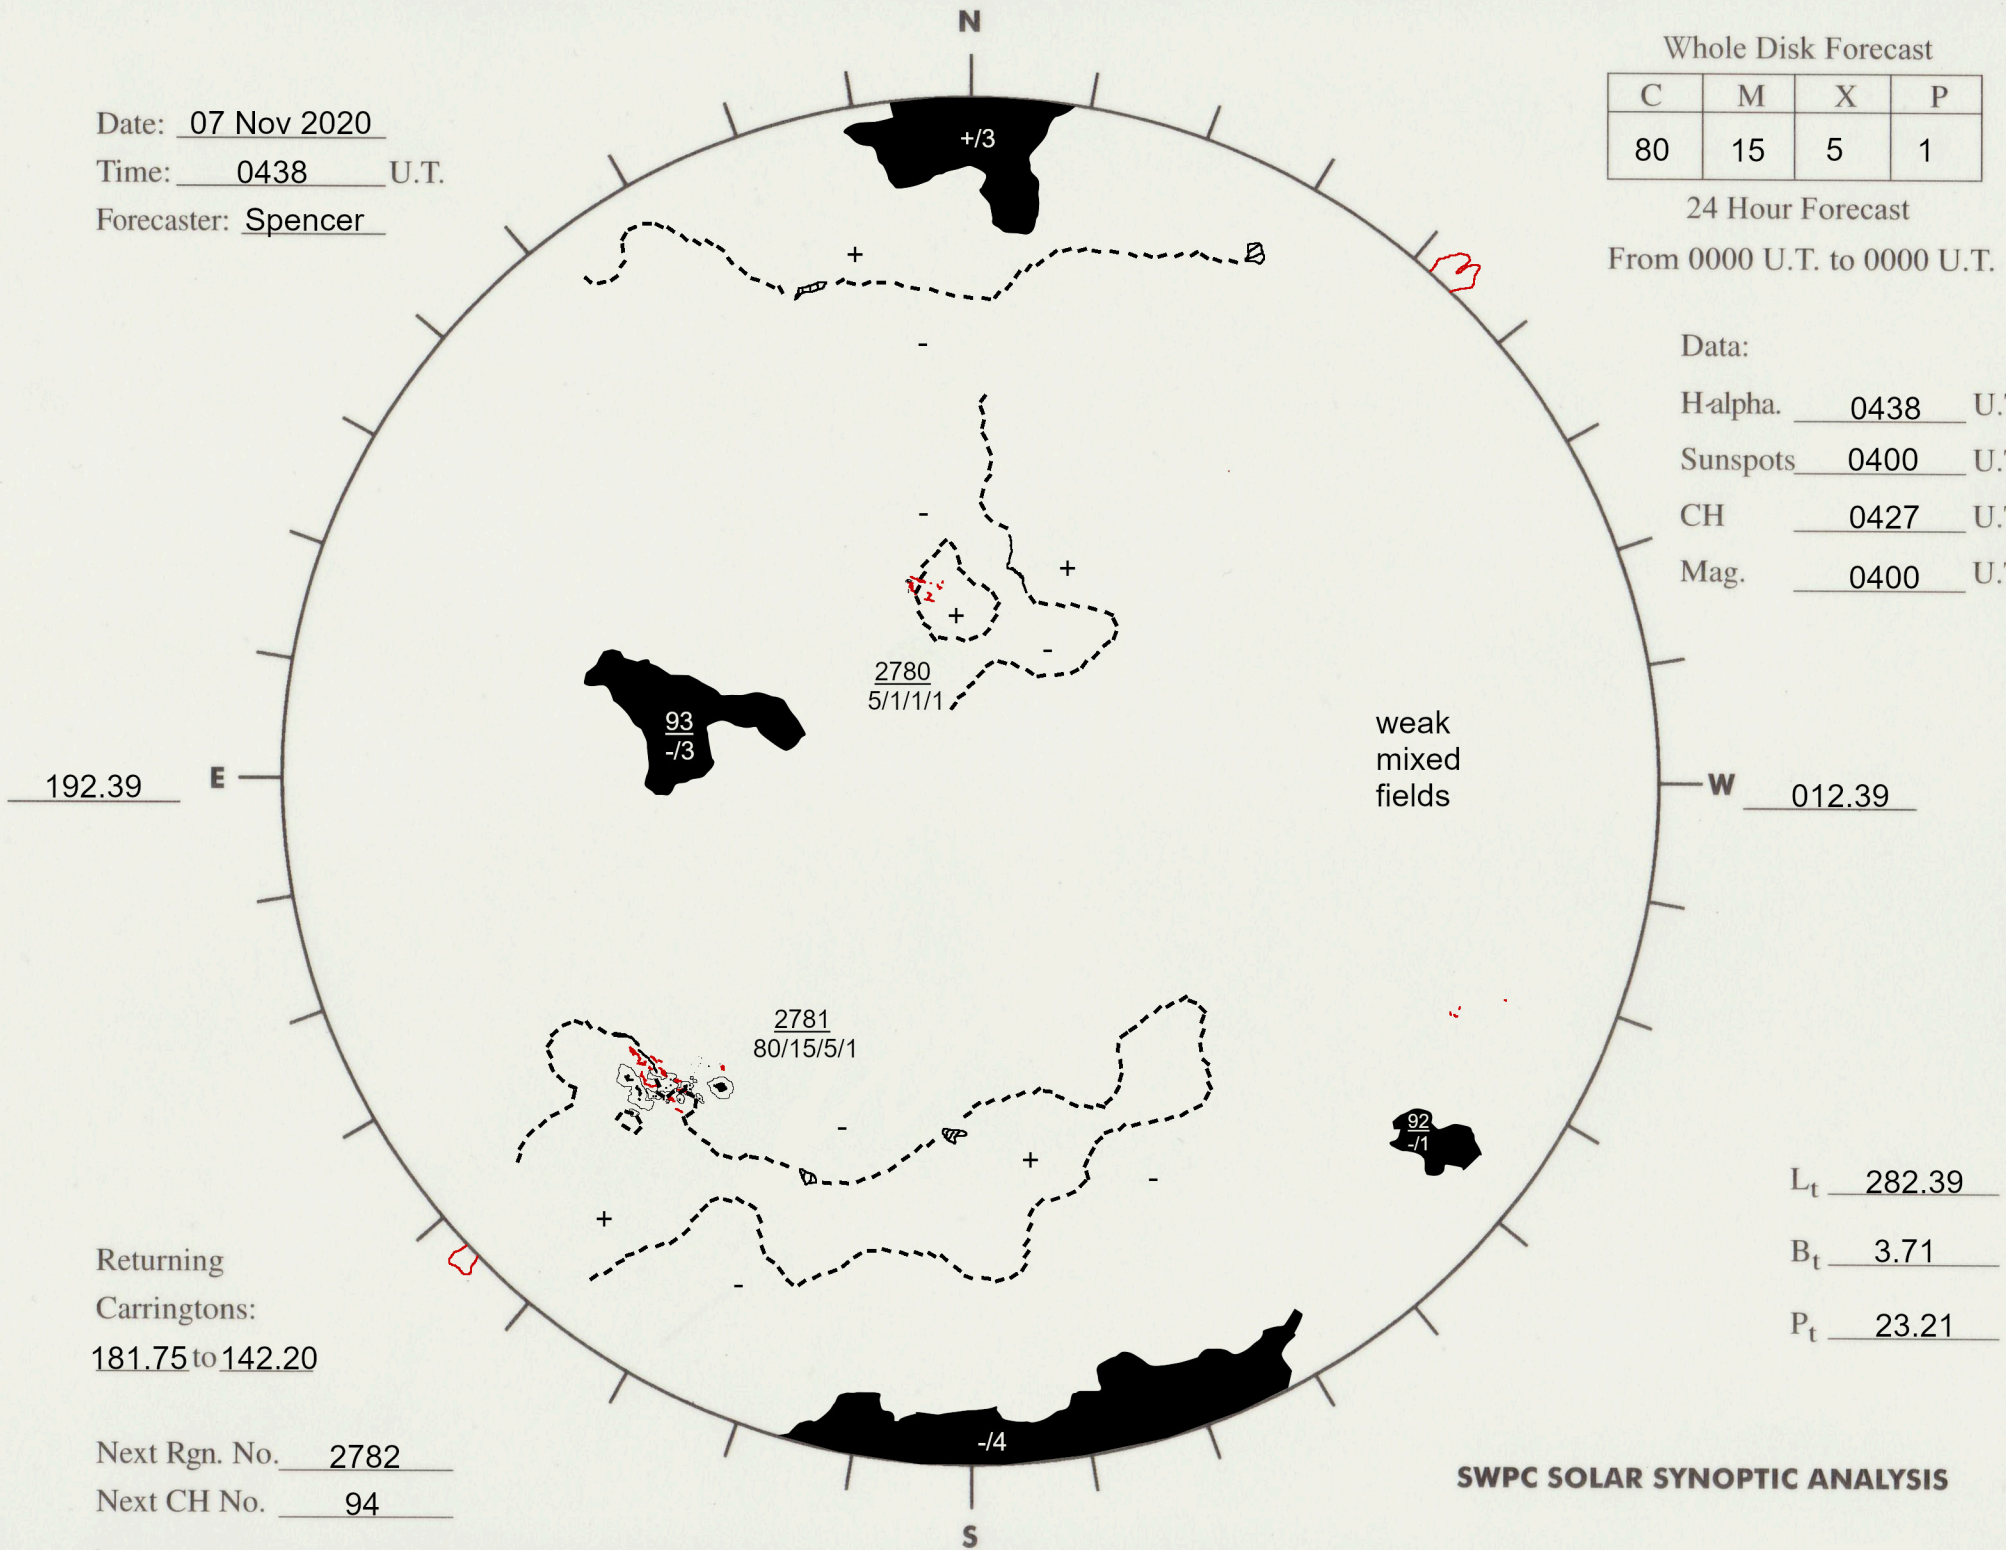 N
Whole Disk Forecast
C M X P
80 15 5 1
24 Hour Forecast
From 0000 U.T. to 0000 U.T.
Date: 07 Nov 2020
Time: 0438 U.T.
Forecaster: Spencer
Data:
H-alpha. 0438 U.
Sunspots 0400 U.
CH 0427 U.
Mag. 0400 U.
+/3
+
-
-
+
+
-
2780
5/1/1/1
93
-/3
weak
mixed
fields
192.39 E
W 012.39
2781
80/15/5/1
-
+
-
92
-/1
+
-
Lt 282.39
Bt 3.71
Pt 23.21
Returning
Carringtons:
181.75 to 142.20
-/4
Next Rgn. No. 2782
Next CH No. 94
SWPC SOLAR SYNOPTIC ANALYSIS
S